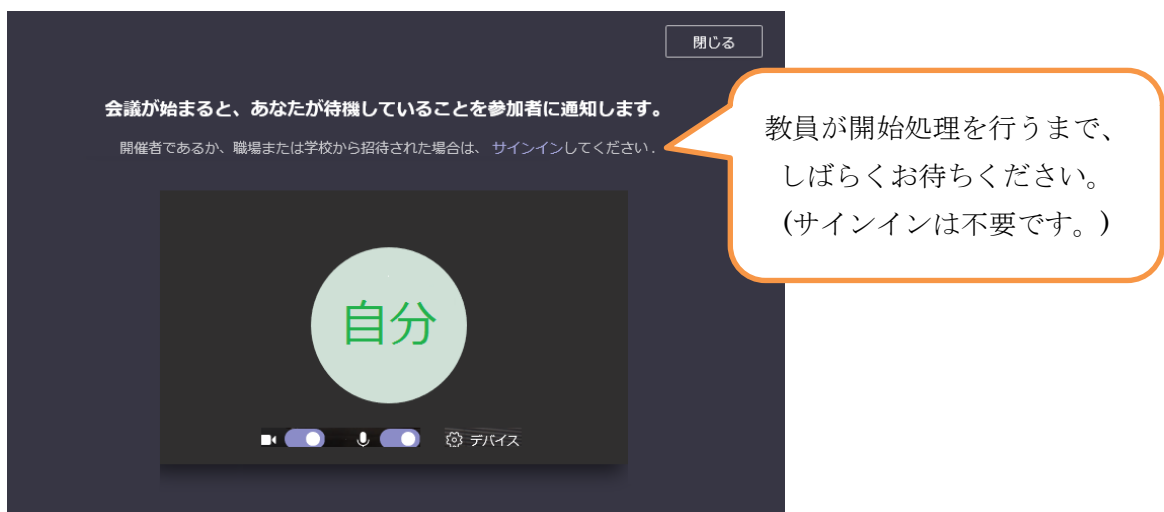 閉じる
会議が始まると、あなたが待機していることを参加者に通知します。
開催者であるか、職場または学校から招待された場合は、 サインインしてください.
教員が開始処理を行うまで、
しばらくお待ちください。
(サインインは不要です。)
自分
デバイス